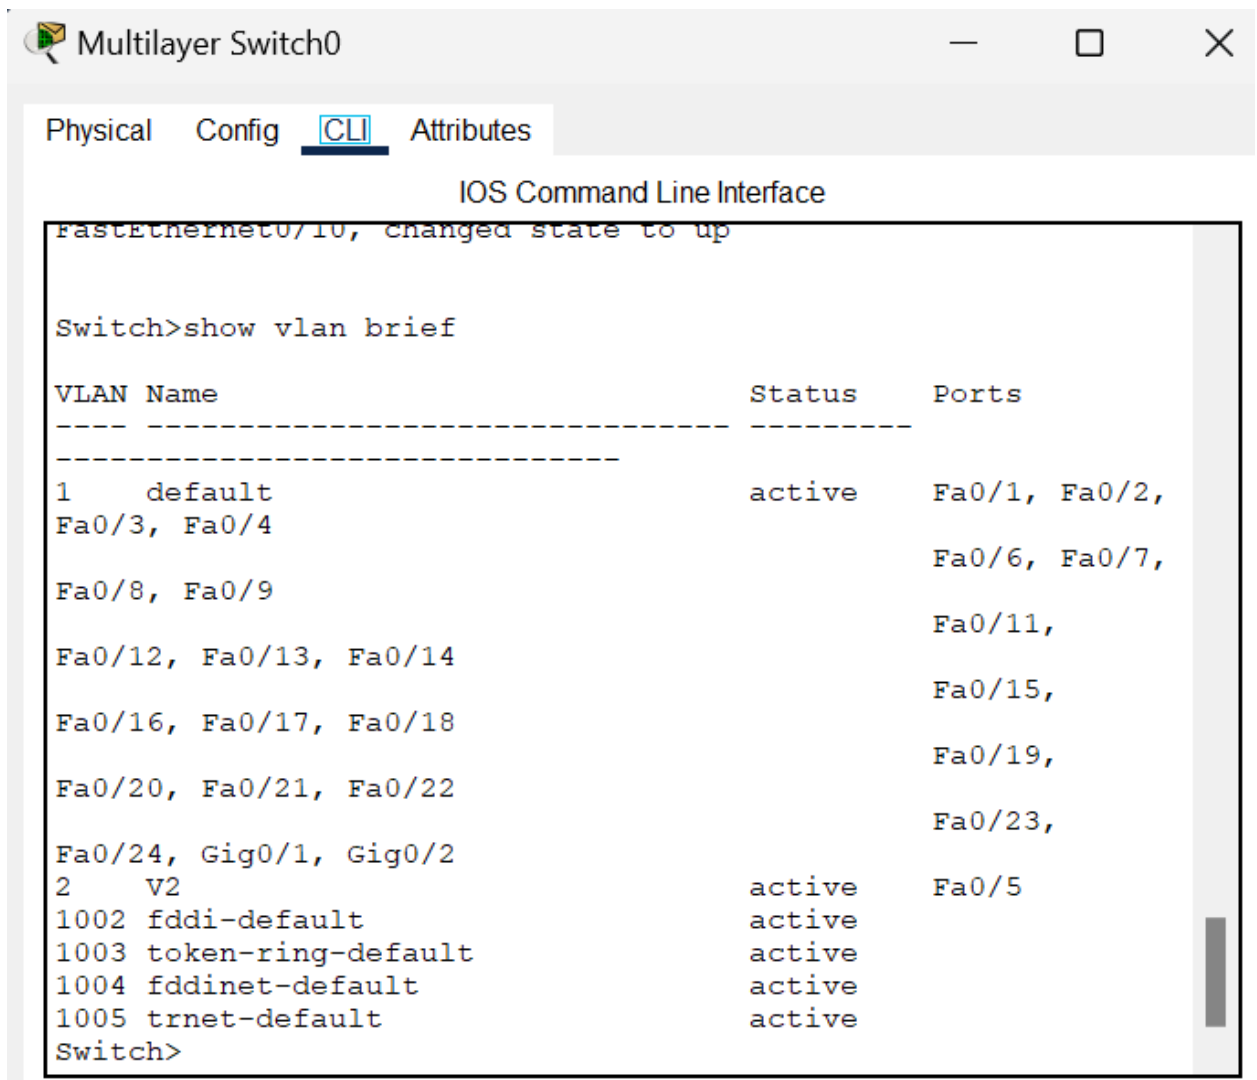 Multilayer Switch0
Physical Config CLI Attributes
IOS Command Line Interface
FastEthernet0/10, changed state to up
Switch>show vlan brief
VLAN Name                             Status    Ports
---- -------------------------------- ---------
-------------------------------
1    default                          active    Fa0/1, Fa0/2,
Fa0/3, Fa0/4
                                                Fa0/6, Fa0/7,
Fa0/8, Fa0/9
                                                Fa0/11,
Fa0/12, Fa0/13, Fa0/14
                                                Fa0/15,
Fa0/16, Fa0/17, Fa0/18
                                                Fa0/19,
Fa0/20, Fa0/21, Fa0/22
                                                Fa0/23,
Fa0/24, Gig0/1, Gig0/2
2    V2                               active    Fa0/5
1002 fddi-default                     active
1003 token-ring-default               active
1004 fddinet-default                  active
1005 trnet-default                    active
Switch>